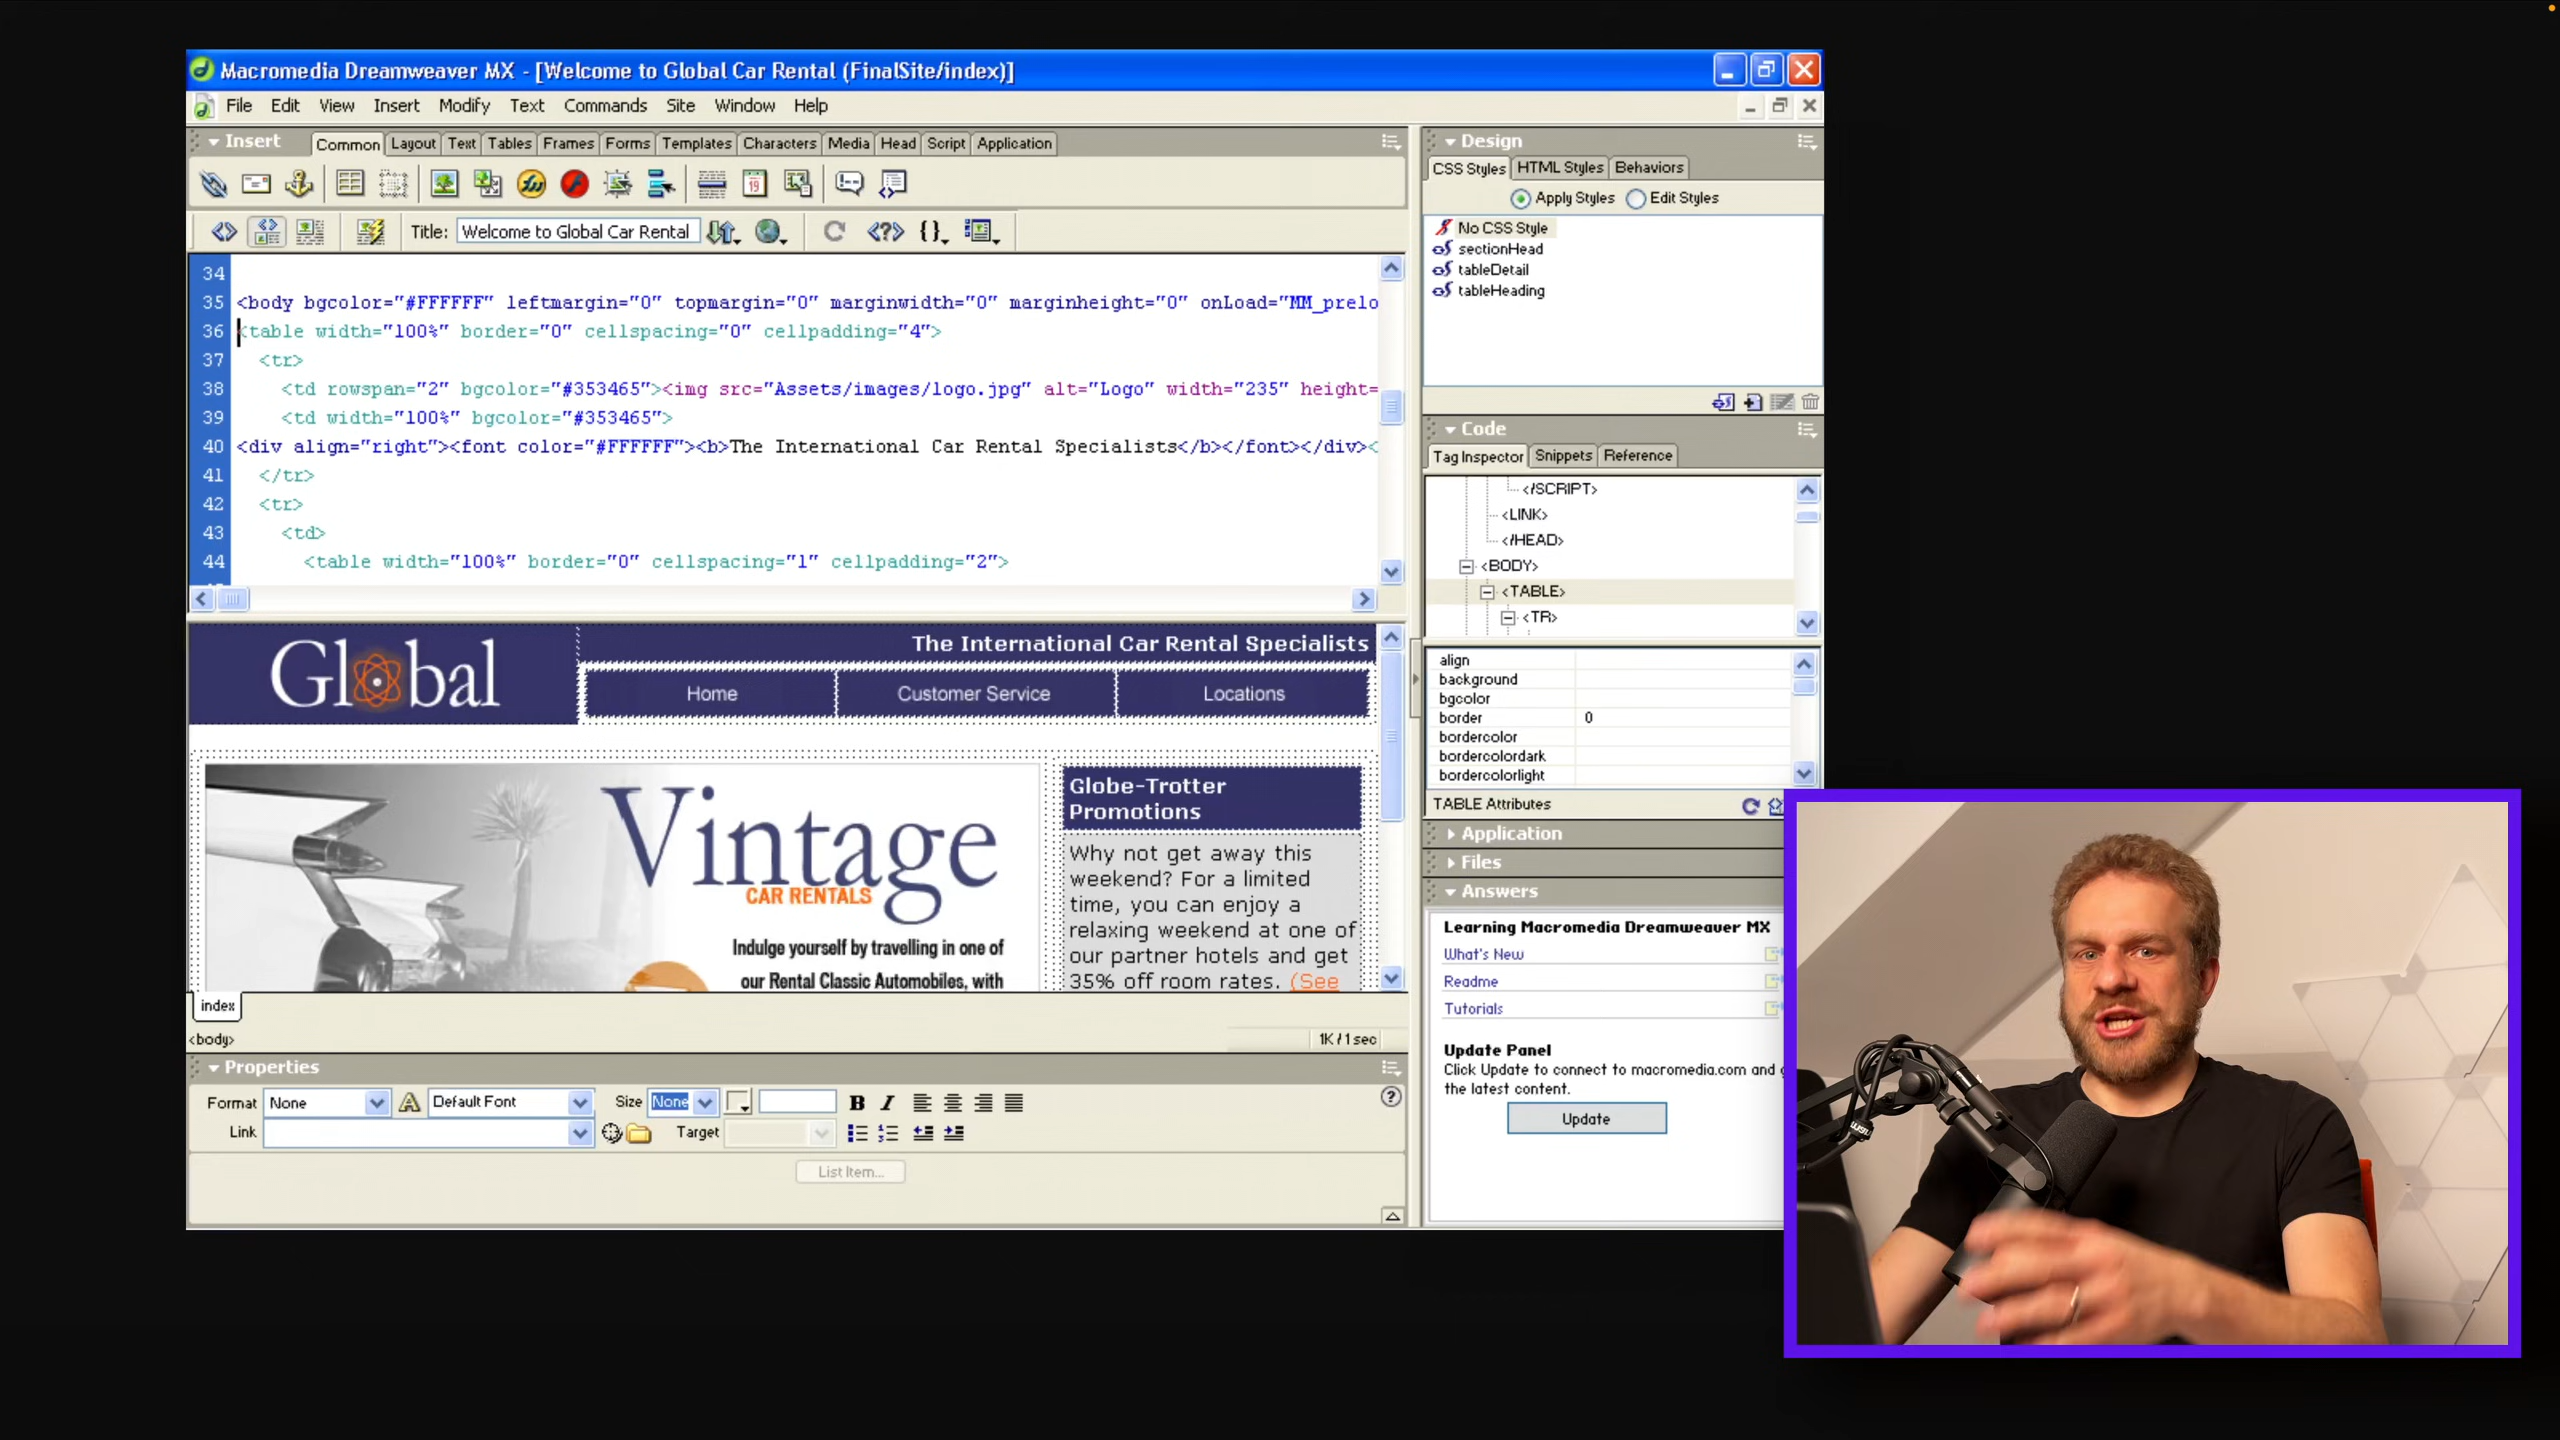 Macromedia Dreamweaver MX - [Welcome to Global Car Rental (FinalSite/index)]
File Edit View Insert Modify Text Commands Site Window Help
Insert Common Layout Text Tables Frames Forms Templates Characters Media Head Script Application
19
Title: Welcome to Global Car Rental
34
35 <body bgcolor="#FFFFFF" leftmargin="0" topmargin="0" marginwidth="0" marginheight="0" onLoad="MM_prelo
36 <table width="100%" border="0" cellspacing="0" cellpadding="4">
37 <tr>
38 <td rowspan="2" bgcolor="#353465"><img src="Assets/images/logo.jpg" alt="Logo" width="235" height=
39 <td width="100%" bgcolor="#353465">
40 <div align="right"><font color="#FFFFFF"><b>The International Car Rental Specialists</b></font></div><
41 </tr>
42 <tr>
43 <td>
44 <table width="100%" border="0" cellspacing="1" cellpadding="2">
Global
The International Car Rental Specialists
Home Customer Service Locations
Vintage
CAR RENTALS
Indulge yourself by travelling in one of
our Rental Classic Automobiles, with
Globe-Trotter
Promotions
Why not get away this
weekend? For a limited
time, you can enjoy a
relaxing weekend at one of
our partner hotels and get
35% off room rates. (See
index
<body>
1K / 1 sec
Properties
Format None Default Font Size None B I
Link Target
List Item...
Design
CSS Styles HTML Styles Behaviors
Apply Styles Edit Styles
No CSS Style
sectionHead
tableDetail
tableHeading
Code
Tag Inspector Snippets Reference
</SCRIPT>
<LINK>
</HEAD>
<BODY>
<TABLE>
<TR>
align
background
bgcolor
border 0
bordercolor
bordercolordark
bordercolorlight
TABLE Attributes
Application
Files
Answers
Learning Macromedia Dreamweaver MX
What's New
Readme
Tutorials
Update Panel
Click Update to connect to macromedia.com and g
the latest content.
Update